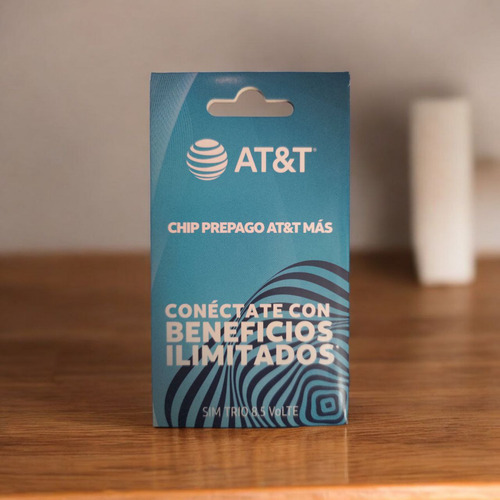 AT&T
CHIP PREPAGO AT&T MÁS
CONÉCTATE CON
BENEFICIOS
ILIMITADOS*
SIM TRIO 8.5 VoLTE